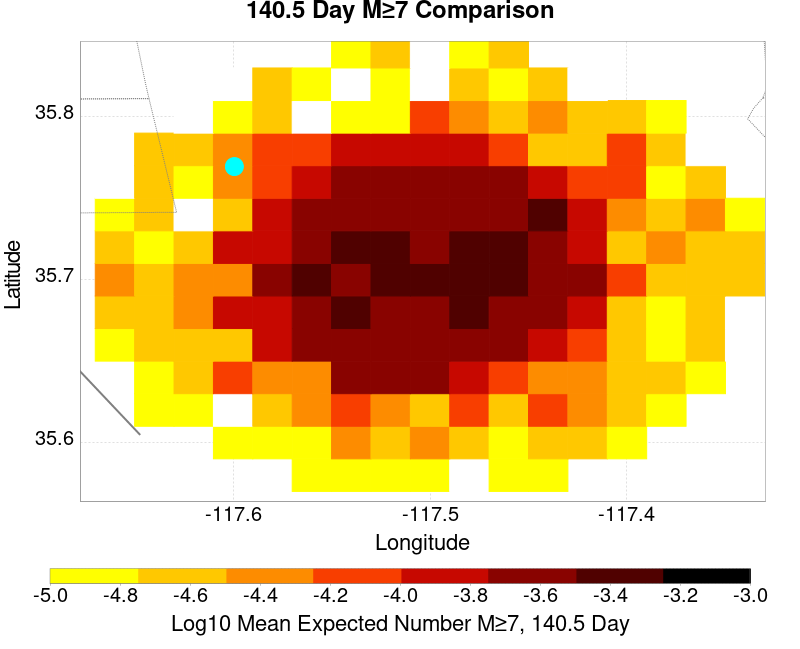 140.5 Day M≥7 Comparison
35.8
35.7
35.6
Latitude
-117.6 -117.5 -117.4
Longitude
-5.0 -4.8 -4.6 -4.4 -4.2 -4.0 -3.8 -3.6 -3.4 -3.2 -3.0
Log10 Mean Expected Number M≥7, 140.5 Day